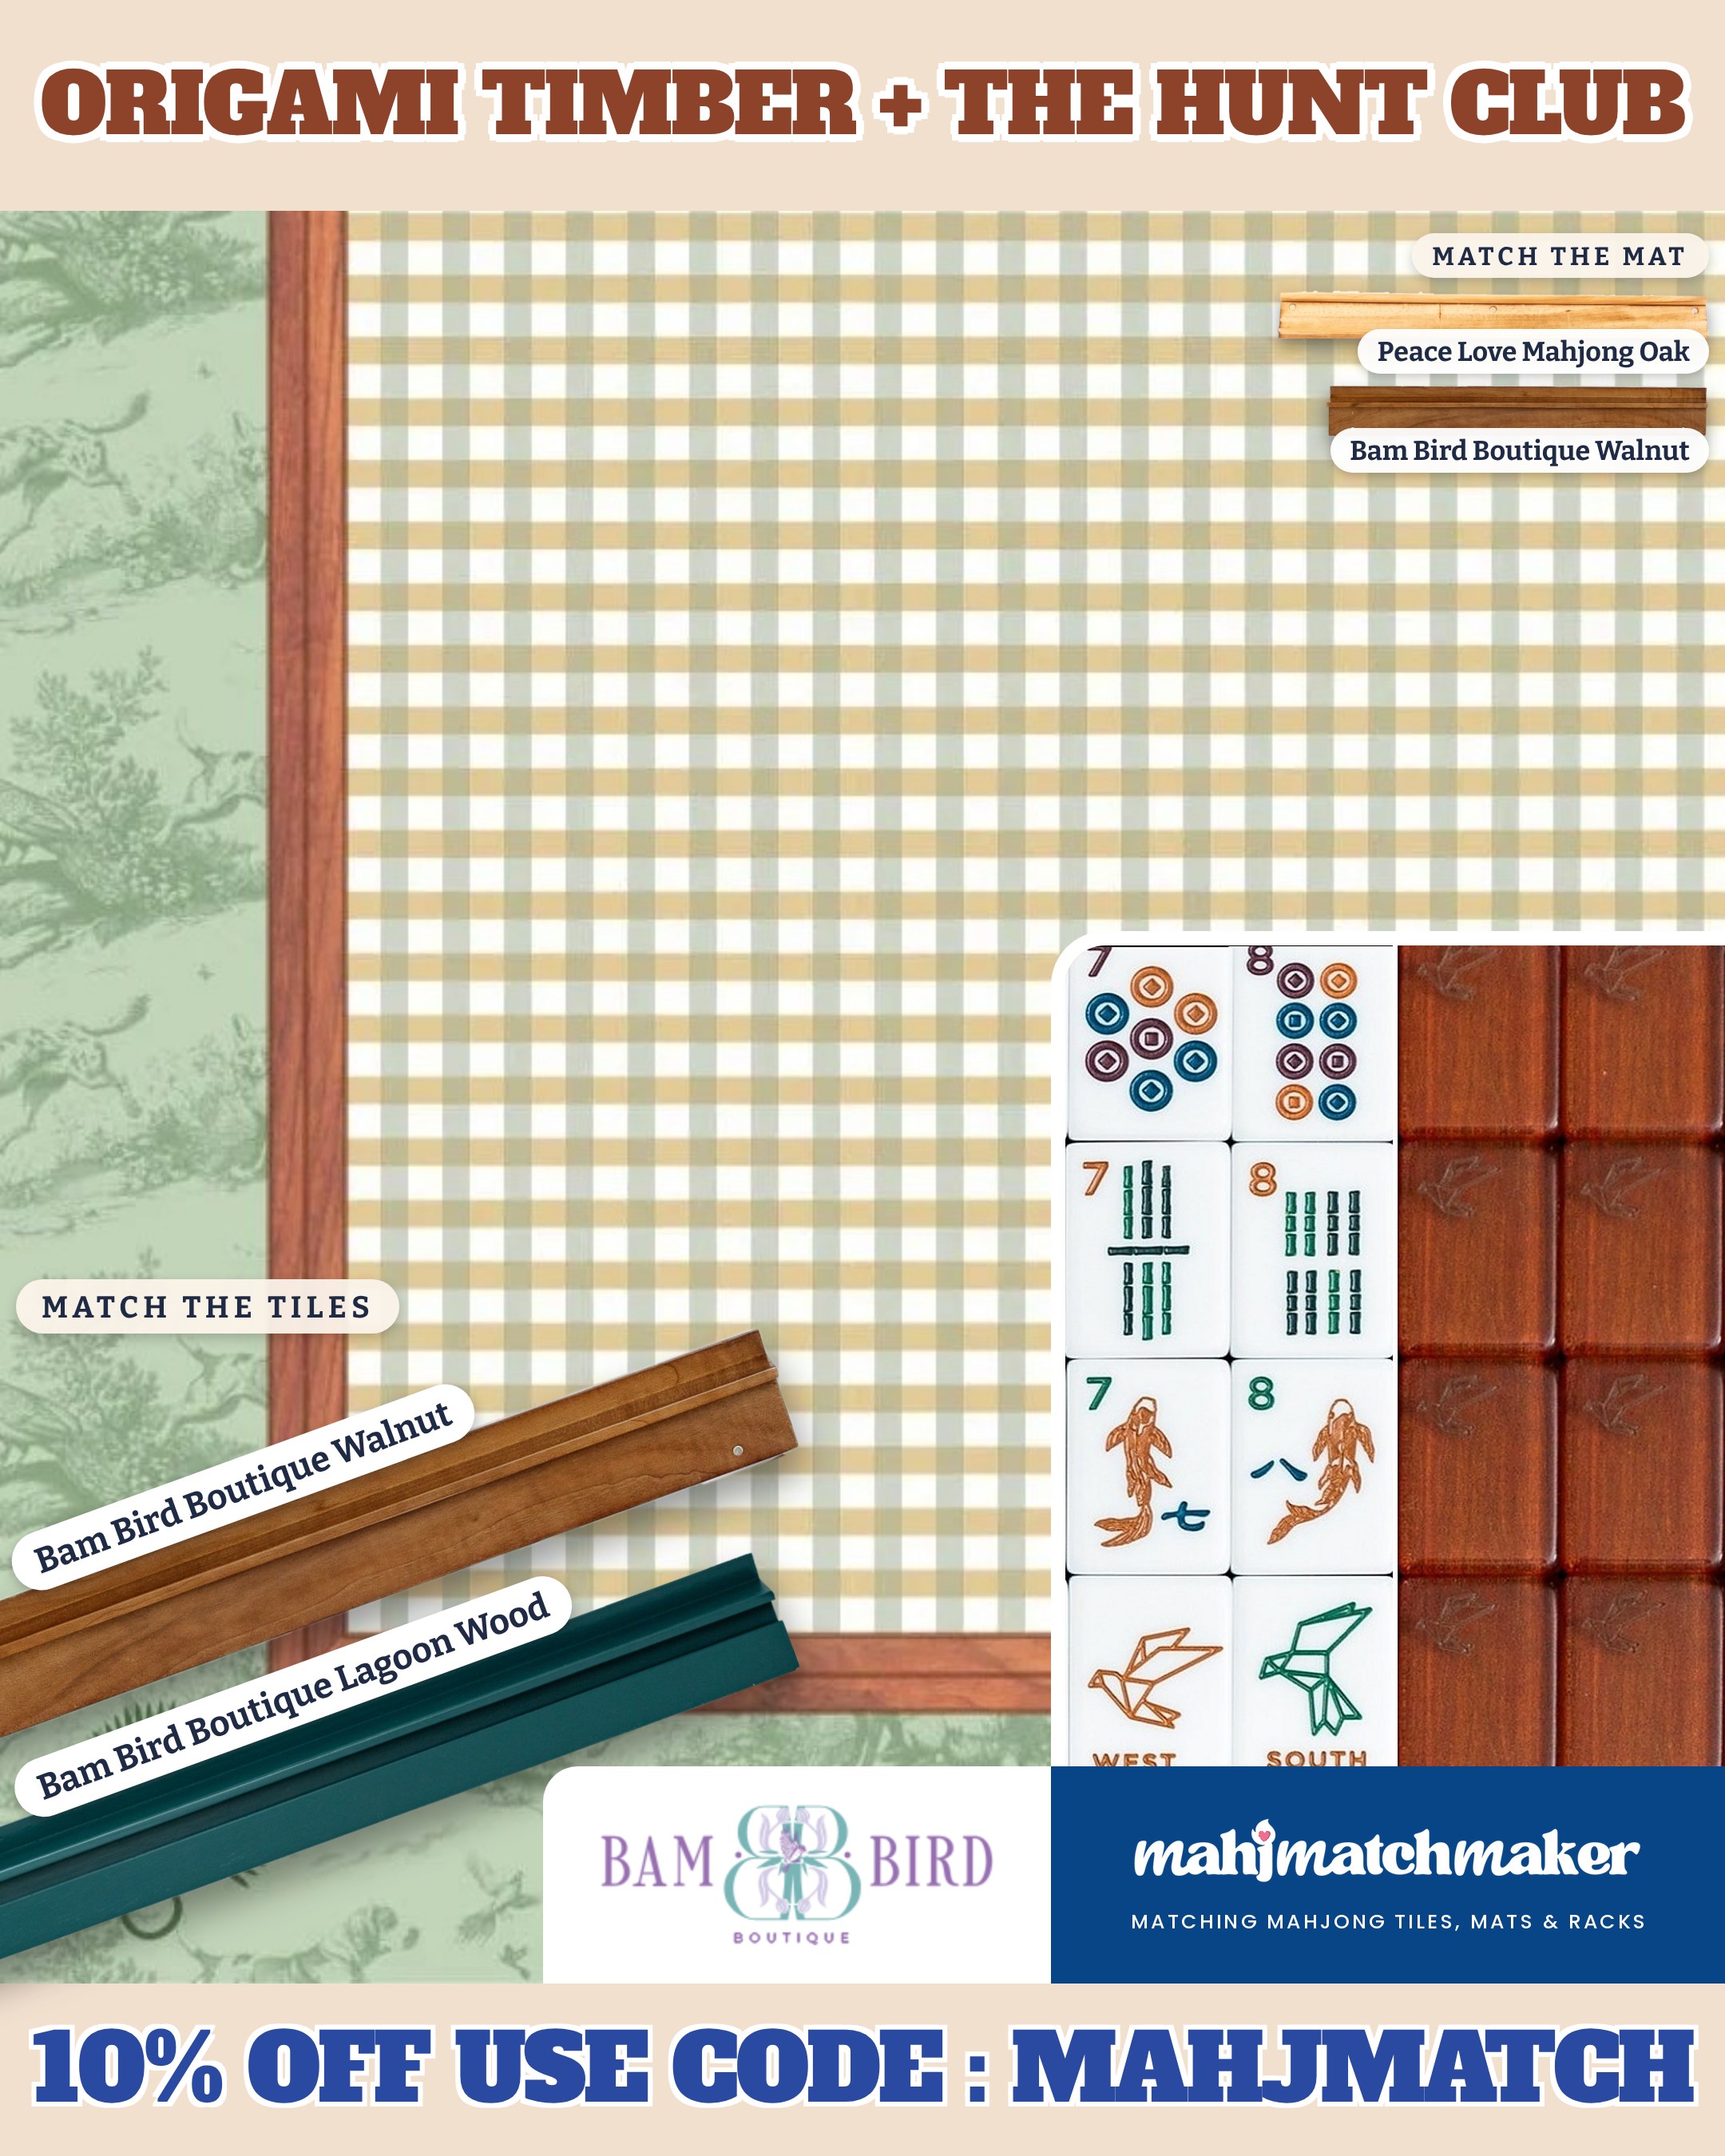 ORIGAMI TIMBER + THE HUNT CLUB
MATCH THE MAT
Peace Love Mahjong Oak
Bam Bird Boutique Walnut
7
8
7
8
7
8
七
八
WEST
SOUTH
MATCH THE TILES
Bam Bird Boutique Walnut
Bam Bird Boutique Lagoon Wood
BAM BIRD
BOUTIQUE
mahjmatchmaker
MATCHING MAHJONG TILES, MATS & RACKS
10% OFF USE CODE : MAHJMATCH